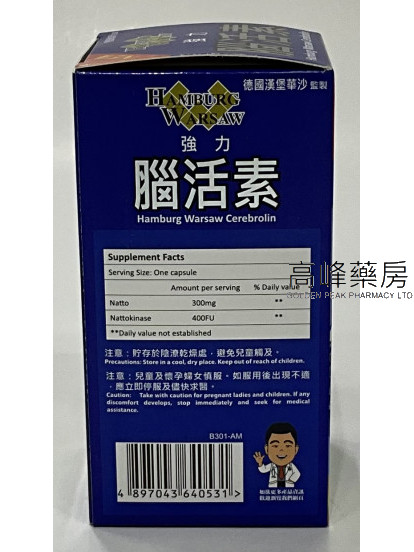 強力
HAMBURG
WARSAW
德國漢堡華沙 監製
強 力
腦活素
Hamburg Warsaw Cerebrolin
Supplement Facts
Serving Size: One capsule
Amount per serving % Daily value
Natto 300mg **
Nattokinase 400FU **
**Daily value not established
高峰藥房
GOLDEN PEAK PHARMACY LTD
注意：貯存於陰涼乾燥處，避免兒童觸及。
Precautions: Store in a cool, dry place. Keep out of reach of children.
注意：兒童及懷孕婦女慎服。如服用後出現不適
，應立即停服及儘快求醫。
Caution: Take with caution for pregnant ladies and children. If any
discomfort develops, stop immediately and seek for medical
assistance.
B301-AM
4 897043 640531 >